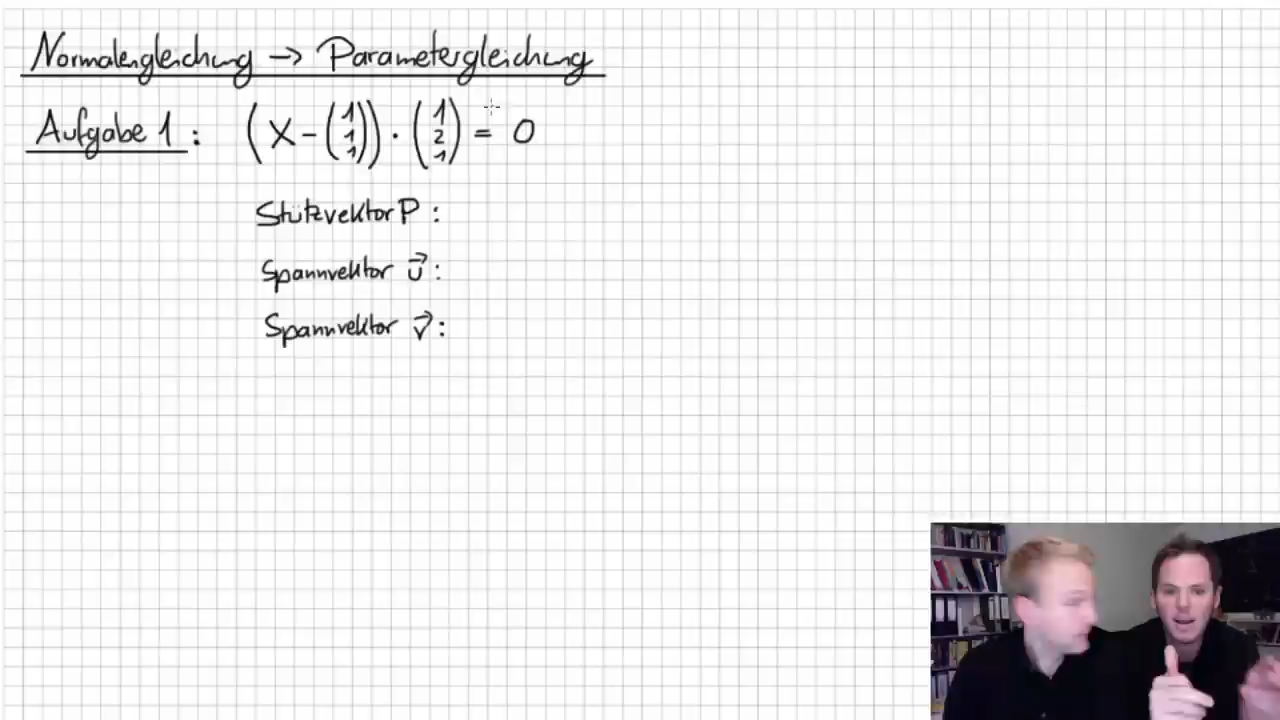 Normalengleichung → Parametergleichung
Aufgabe 1: (X - (1 1 1)) · (1 2 1) = 0
Stützvektor P:
Spannvektor u⃗:
Spannvektor v⃗: